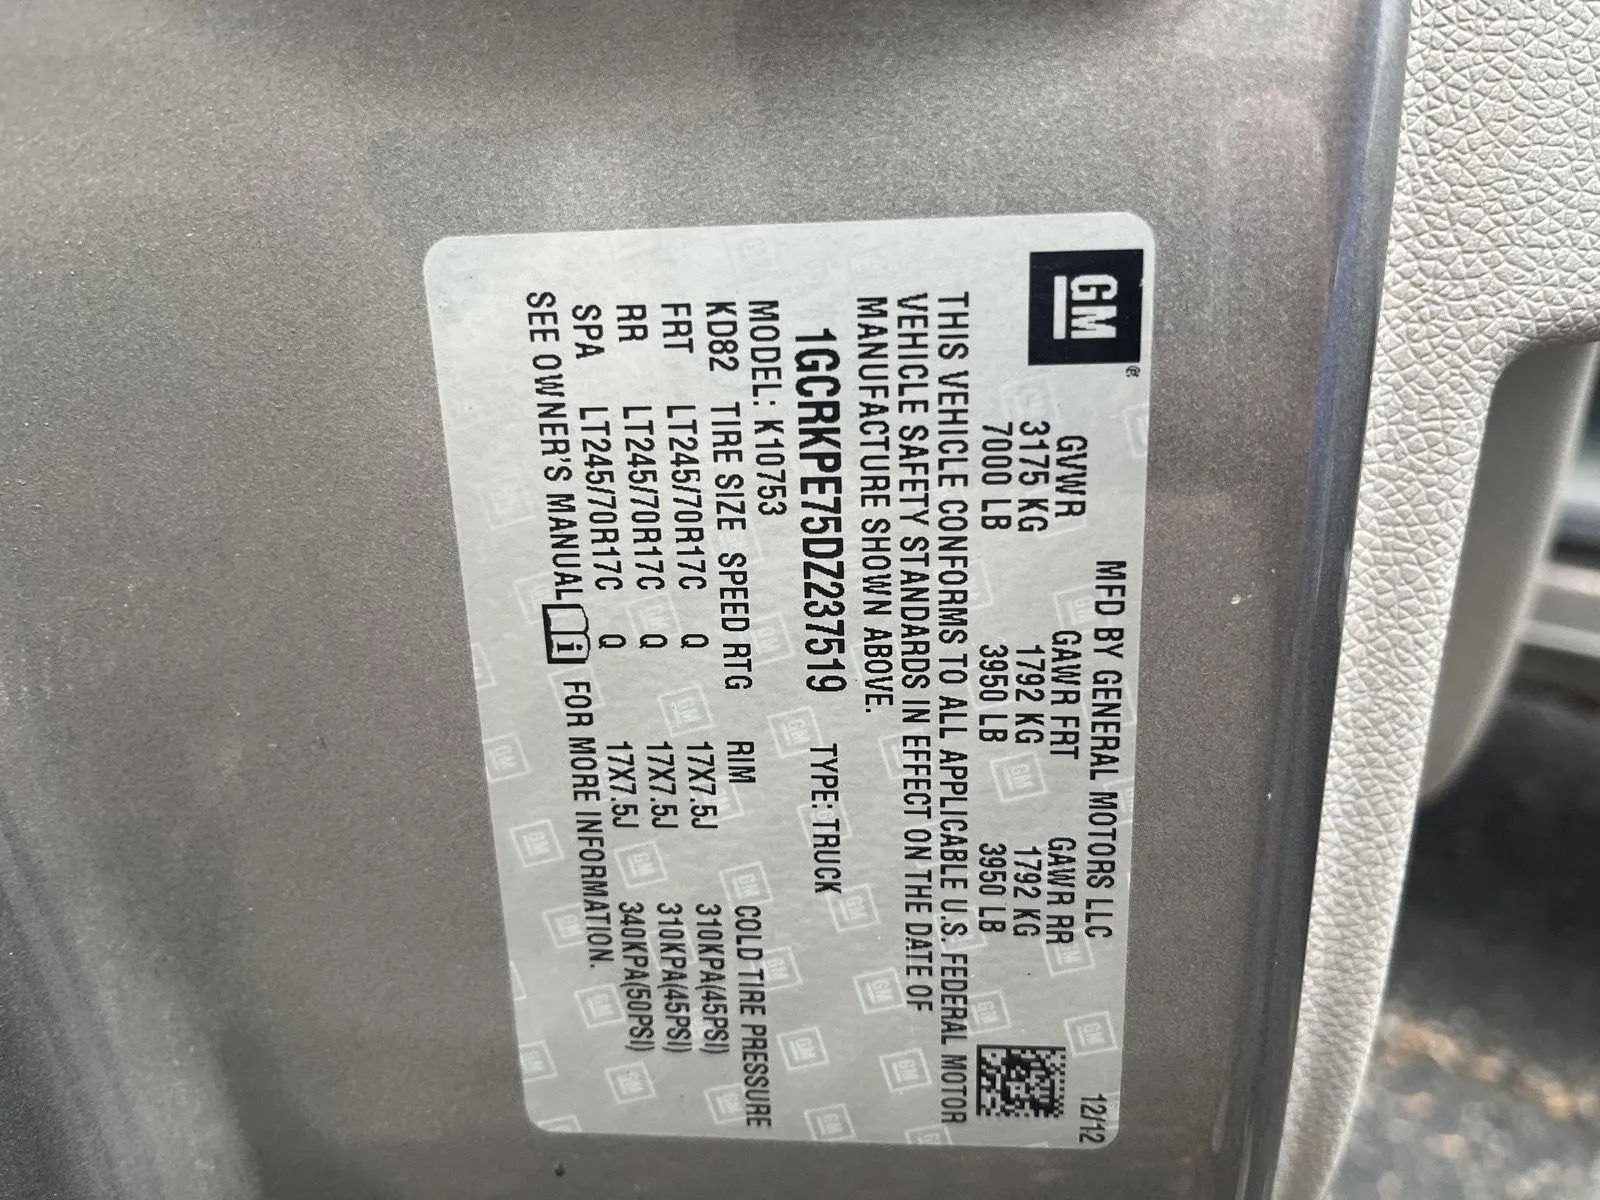 GM®
MFD BY GENERAL MOTORS LLC 12/12
GVWR GAWR FRT GAWR RR
3175 KG 1792 KG 1792 KG
7000 LB 3950 LB 3950 LB
THIS VEHICLE CONFORMS TO ALL APPLICABLE U.S. FEDERAL MOTOR
VEHICLE SAFETY STANDARDS IN EFFECT ON THE DATE OF
MANUFACTURE SHOWN ABOVE.
1GCRKPE75DZ237519 TYPE: TRUCK
MODEL: K10753
KD82 TIRE SIZE SPEED RTG RIM COLD TIRE PRESSURE
FRT LT245/70R17C Q 17X7.5J 310KPA(45PSI)
RR LT245/70R17C Q 17X7.5J 310KPA(45PSI)
SPA LT245/70R17C Q 17X7.5J 340KPA(50PSI)
SEE OWNER'S MANUAL i FOR MORE INFORMATION.